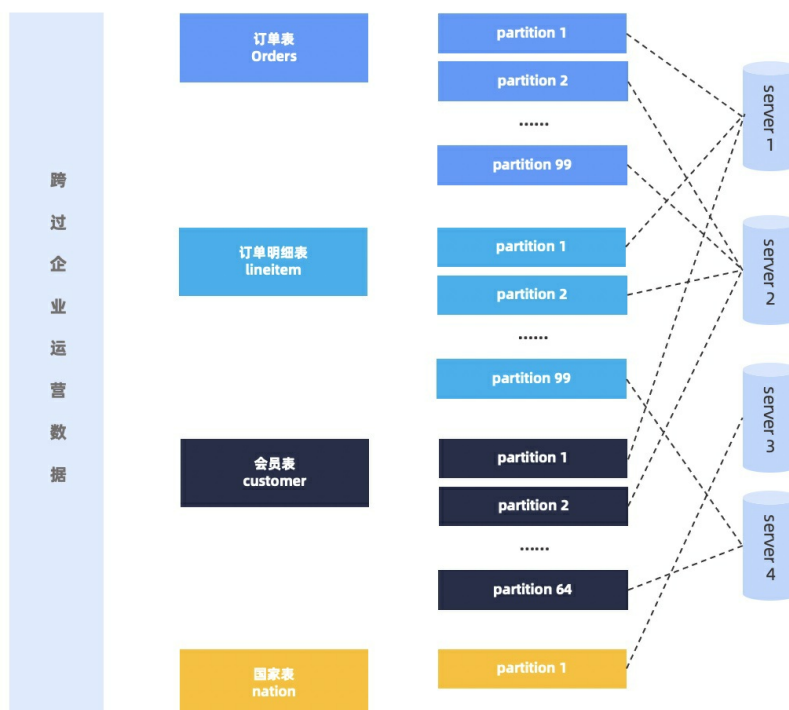 跨过企业运营数据
订单表
Orders
partition 1
partition 2
......
partition 99
订单明细表
lineitem
partition 1
partition 2
......
partition 99
会员表
customer
partition 1
partition 2
......
partition 64
国家表
nation
partition 1
server 1
server 2
server 3
server 4